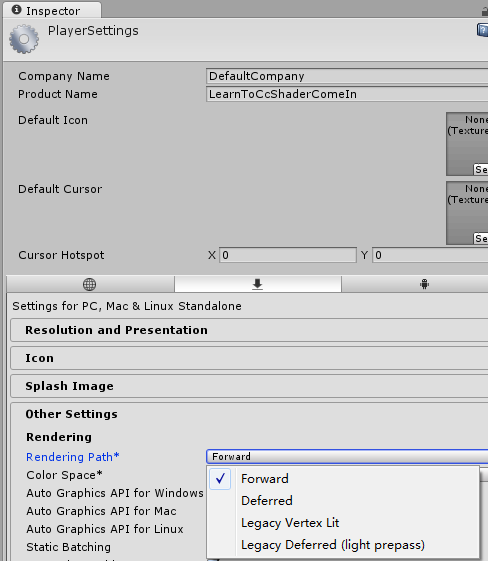 Inspector
PlayerSettings
Company Name DefaultCompany
Product Name LearnToCcShaderComeIn
Default Icon
None
(Texture
Se
Default Cursor
None
(Texture
Se
Cursor Hotspot X 0 Y 0
Settings for PC, Mac & Linux Standalone
Resolution and Presentation
Icon
Splash Image
Other Settings
Rendering
Rendering Path* Forward
Color Space*
Forward
Auto Graphics API for Windows
Deferred
Auto Graphics API for Mac
Legacy Vertex Lit
Auto Graphics API for Linux
Legacy Deferred (light prepass)
Static Batching